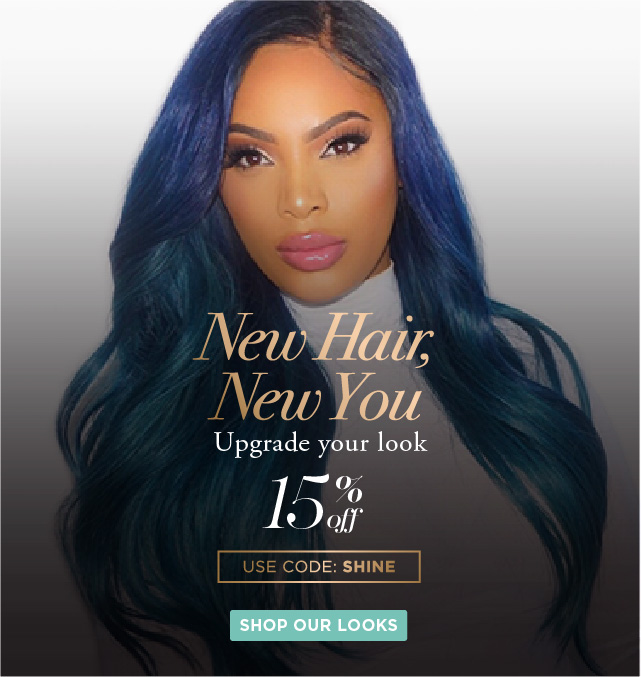 New Hair,
New You
Upgrade your look
15% off
USE CODE: SHINE
SHOP OUR LOOKS